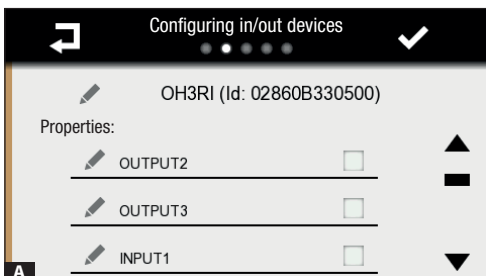 Configuring in/out devices
OH3RI (Id: 02860B330500)
Properties:
OUTPUT2
OUTPUT3
INPUT1
A